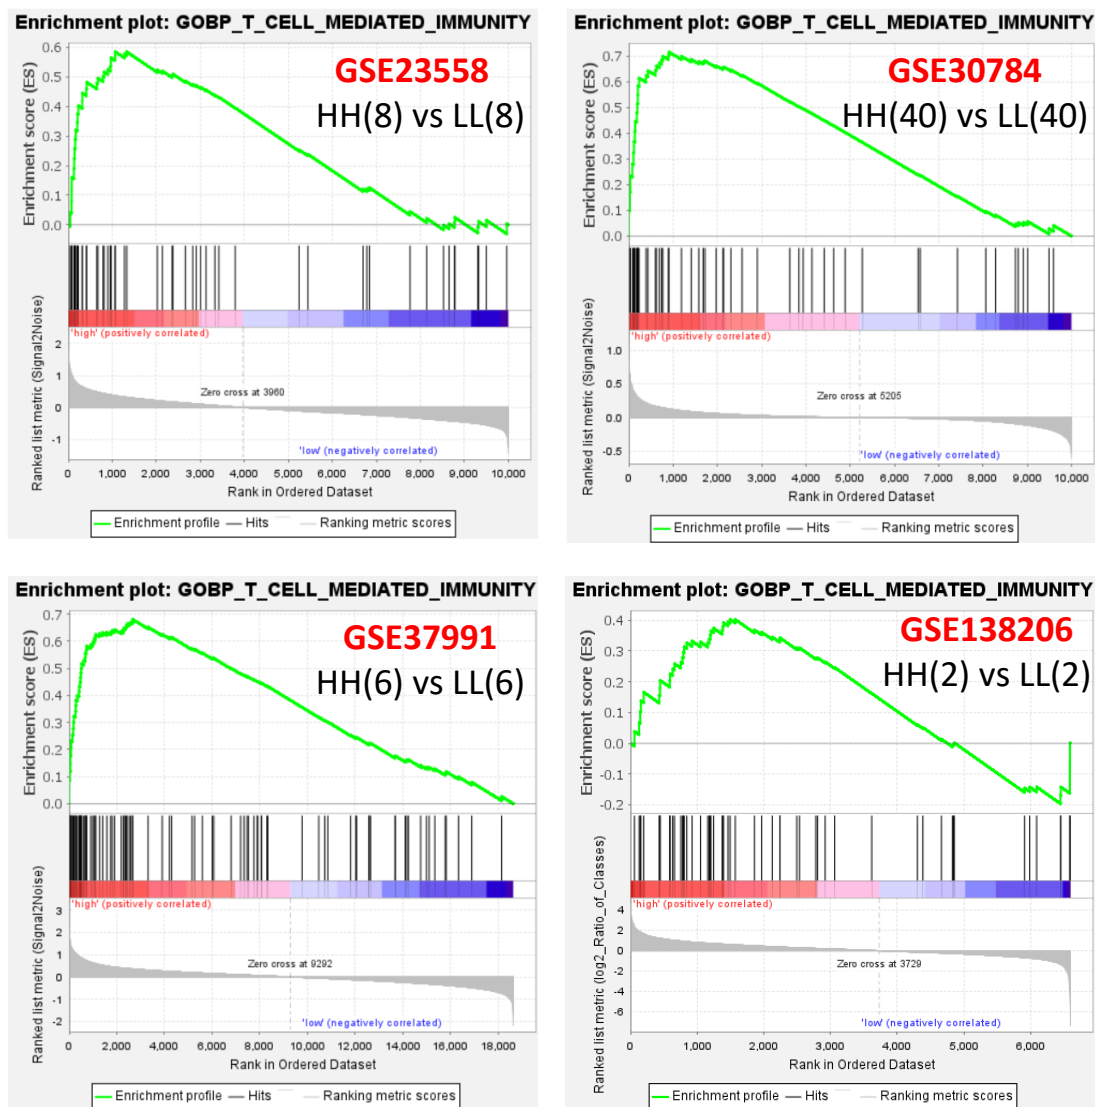 Enrichment plot: GOBP_T_CELL_MEDIATED_IMMUNITY
GSE23558
HH(8) vs LL(8)
Enrichment score (ES)
0.6
0.5
0.4
0.3
0.2
0.1
0.0
'high' (positively correlated)
Ranked list metric (Signal2Noise)
2
1
0
-1
Zero cross at 3960
'low' (negatively correlated)
0 1,000 2,000 3,000 4,000 5,000 6,000 7,000 8,000 9,000 10,000
Rank in Ordered Dataset
Enrichment profile Hits Ranking metric scores
Enrichment plot: GOBP_T_CELL_MEDIATED_IMMUNITY
GSE30784
HH(40) vs LL(40)
Enrichment score (ES)
0.7
0.6
0.5
0.4
0.3
0.2
0.1
0.0
'high' (positively correlated)
Ranked list metric (Signal2Noise)
1.0
0.5
0.0
-0.5
Zero cross at 5205
'low' (negatively correlated)
0 1,000 2,000 3,000 4,000 5,000 6,000 7,000 8,000 9,000 10,000
Rank in Ordered Dataset
Enrichment profile Hits Ranking metric scores
Enrichment plot: GOBP_T_CELL_MEDIATED_IMMUNITY
GSE37991
HH(6) vs LL(6)
Enrichment score (ES)
0.7
0.6
0.5
0.4
0.3
0.2
0.1
0.0
'high' (positively correlated)
Ranked list metric (Signal2Noise)
3
2
1
0
-1
-2
Zero cross at 9292
'low' (negatively correlated)
0 2,000 4,000 6,000 8,000 10,000 12,000 14,000 16,000 18,000
Rank in Ordered Dataset
Enrichment profile Hits Ranking metric scores
Enrichment plot: GOBP_T_CELL_MEDIATED_IMMUNITY
GSE138206
HH(2) vs LL(2)
Enrichment score (ES)
0.4
0.3
0.2
0.1
0.0
-0.1
-0.2
'high' (positively correlated)
Ranked list metric (log2_Ratio_of_Classes)
4
2
0
-2
-4
-6
Zero cross at 3729
'low' (negatively correlated)
0 1,000 2,000 3,000 4,000 5,000 6,000
Rank in Ordered Dataset
Enrichment profile Hits Ranking metric scores